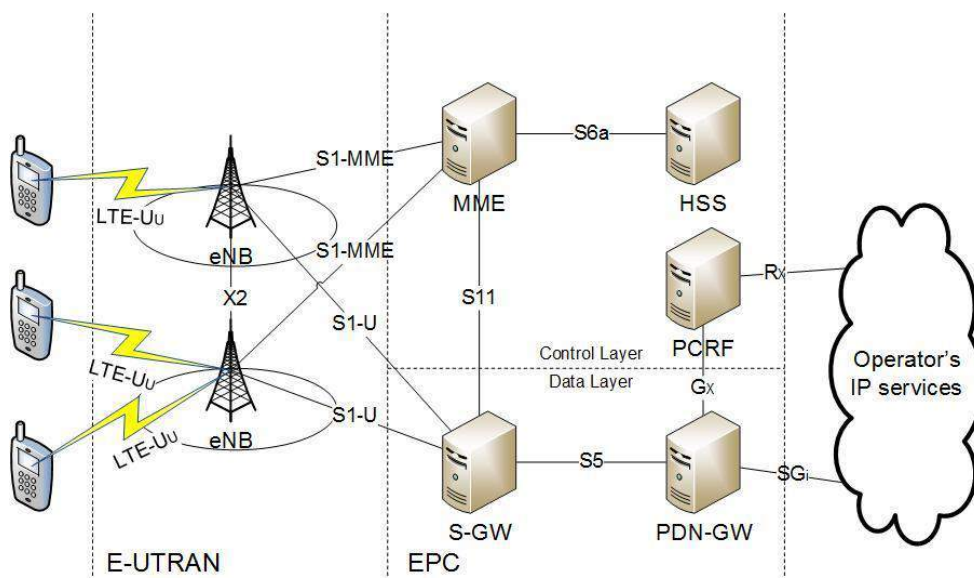 S6a
S1-MME
MME
HSS
LTE-UU
eNB
S1-MME
X2
S11
RX
S1-U
PCRF
Control Layer
Data Layer
Operator's
IP services
LTE-UU
GX
S1-U
eNB
LTE-UU
S5
SGi
S-GW
PDN-GW
E-UTRAN
EPC